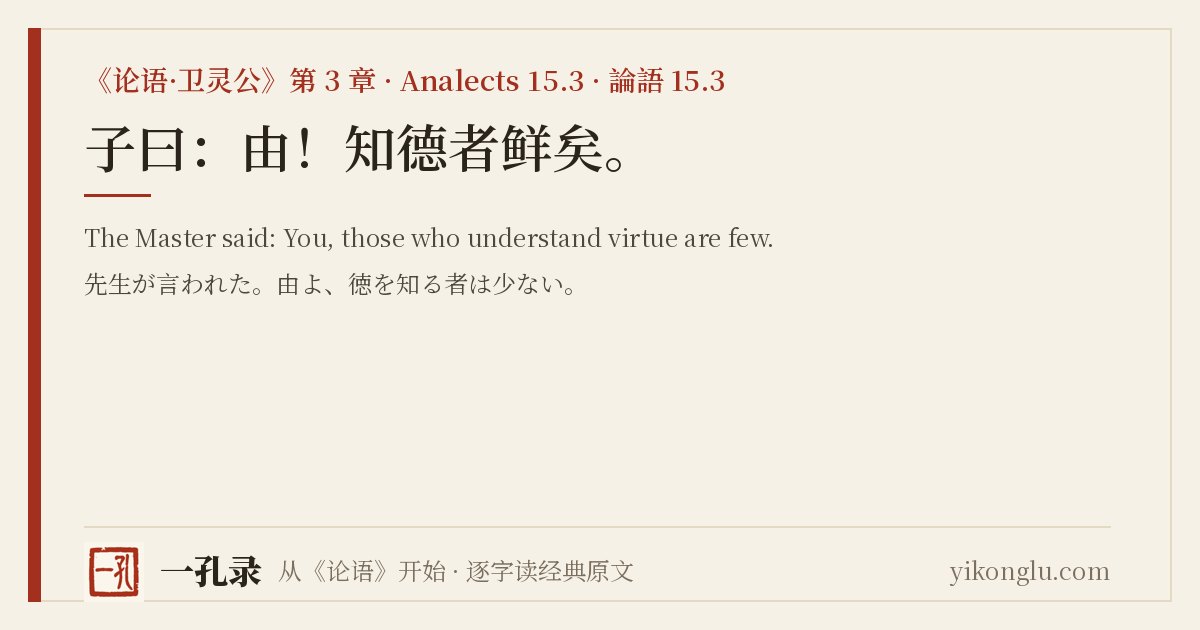 《论语·卫灵公》第 3 章 · Analects 15.3 · 論語 15.3
子曰：由！知德者鲜矣。
The Master said: You, those who understand virtue are few.
先生が言われた。由よ、徳を知る者は少ない。
一孔
一孔录 从《论语》开始 · 逐字读经典原文 yikonglu.com